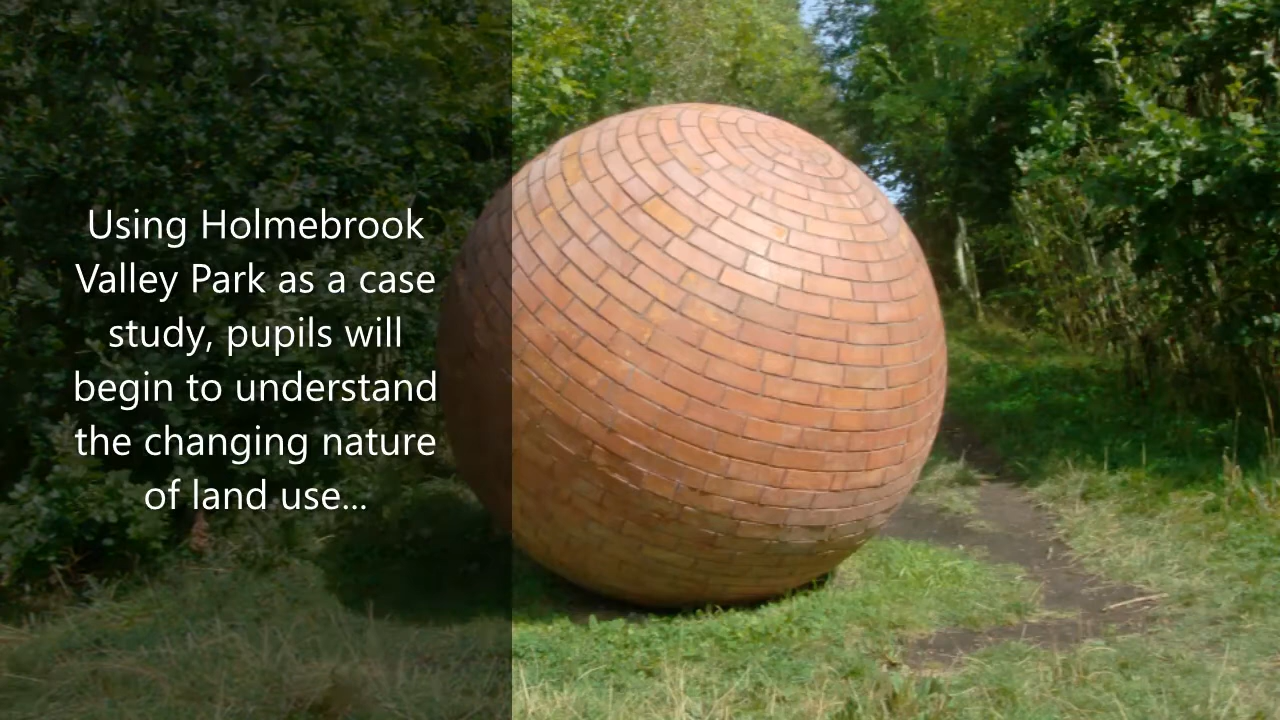 Using Holmebrook
Valley Park as a case
study, pupils will
begin to understand
the changing nature
of land use...